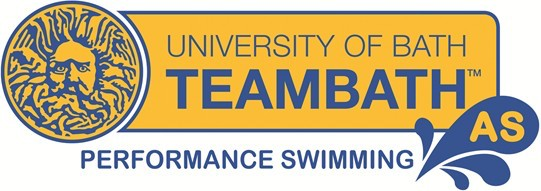 UNIVERSITY OF BATH
TEAMBATH™
AS
PERFORMANCE SWIMMING